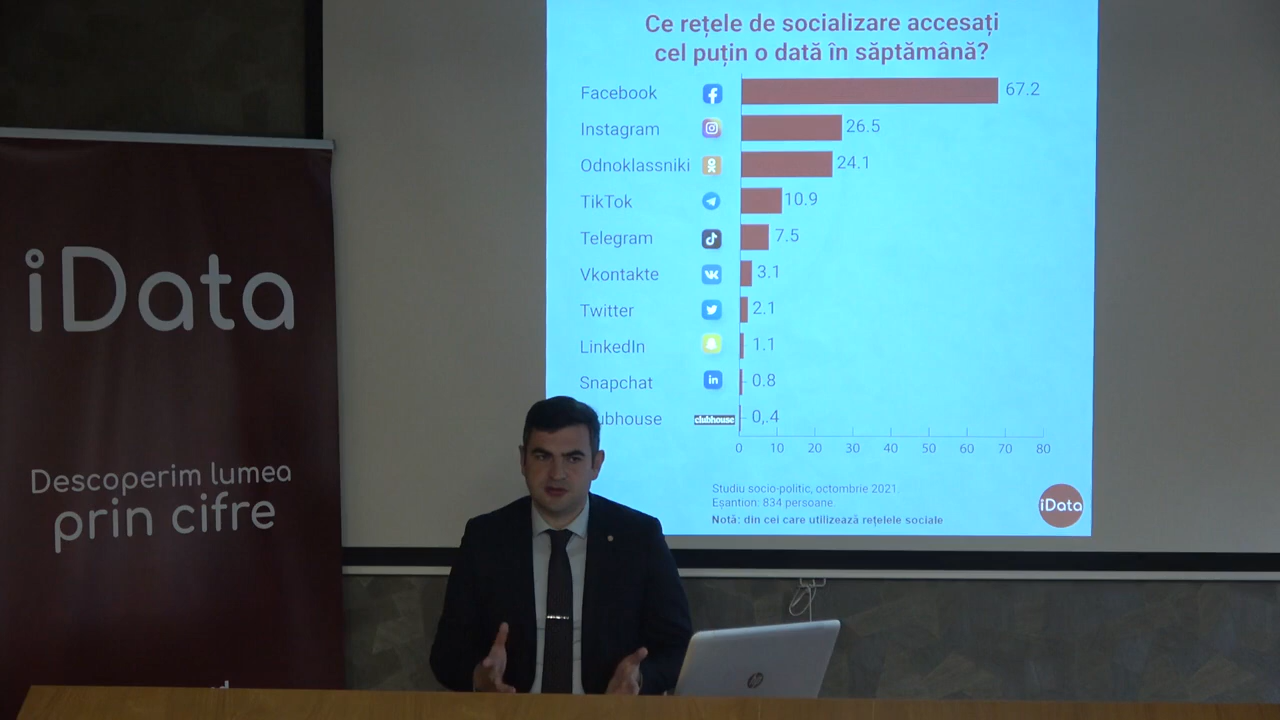 iData
Descoperim lumea
prin cifre
Ce rețele de socializare accesați
cel puțin o dată în săptămână?
Facebook 67.2
Instagram 26.5
Odnoklassniki 24.1
TikTok 10.9
Telegram 7.5
Vkontakte 3.1
Twitter 2.1
LinkedIn 1.1
in
Snapchat 0.8
clubhouse 0,.4
0 10 20 30 40 50 60 70 80
Studiu socio-politic, octombrie 2021.
Eșantion: 834 persoane.
Notă: din cei care utilizează rețelele sociale
iData
hp